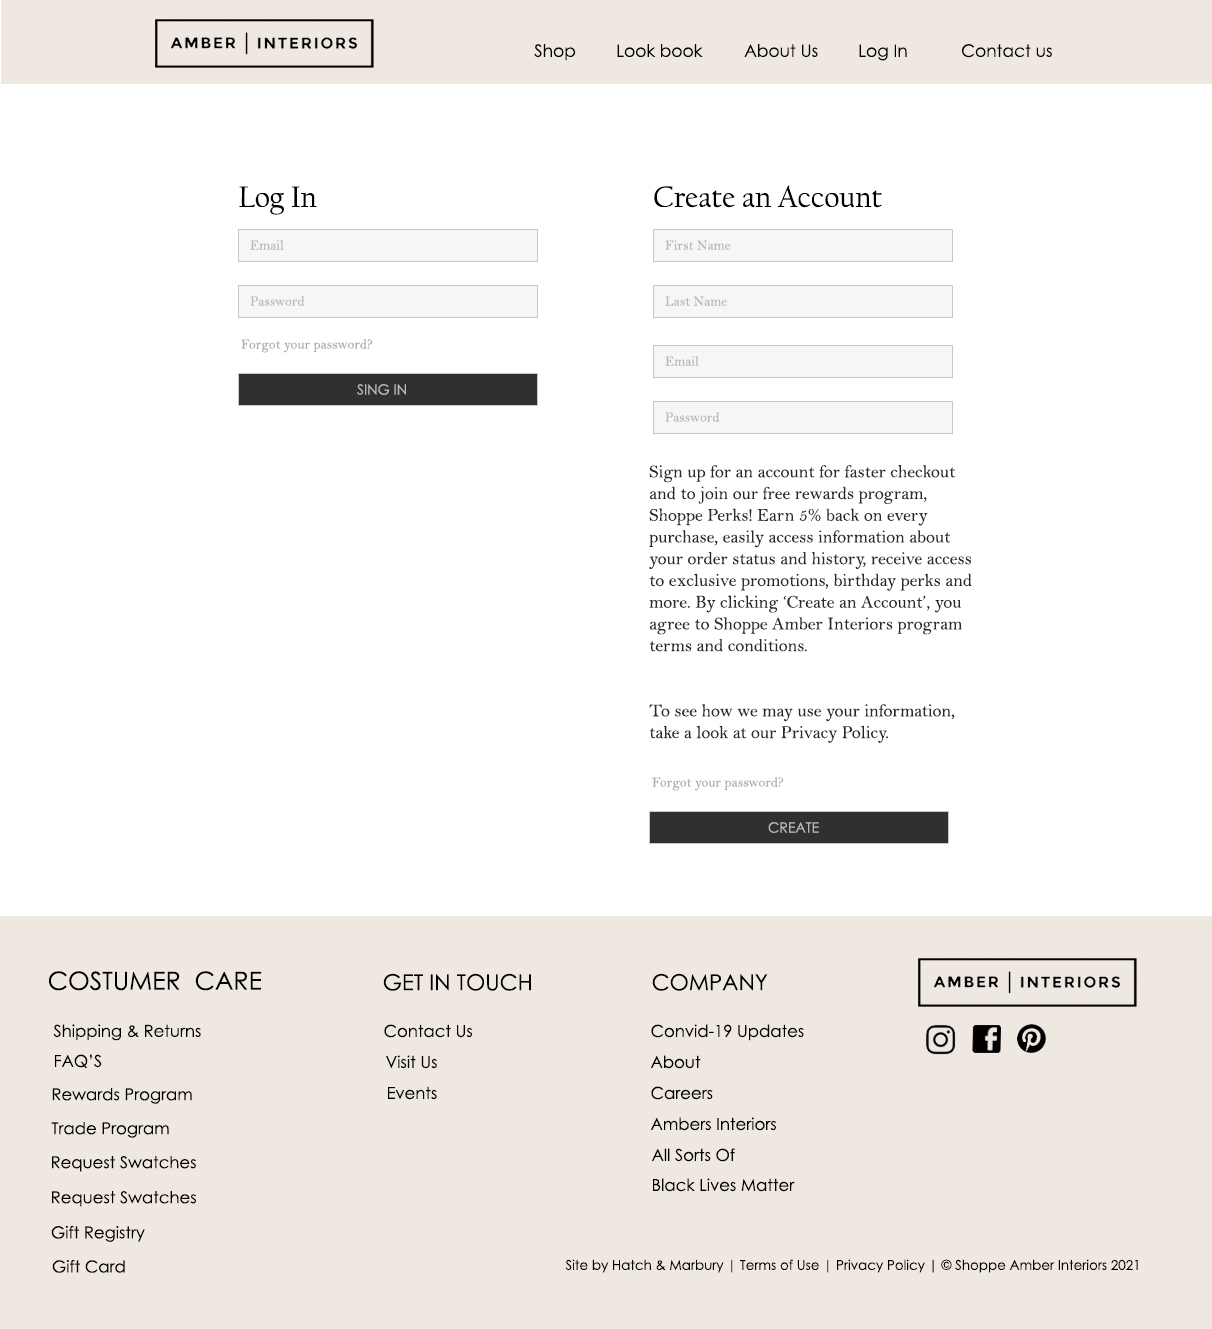 AMBER | INTERIORS
Shop Look book About Us Log In Contact us
Log In
Email
Password
Forgot your password?
SING IN
Create an Account
First Name
Last Name
Email
Password
Sign up for an account for faster checkout
and to join our free rewards program,
Shoppe Perks! Earn 5% back on every
purchase, easily access information about
your order status and history, receive access
to exclusive promotions, birthday perks and
more. By clicking ‘Create an Account’, you
agree to Shoppe Amber Interiors program
terms and conditions.
To see how we may use your information,
take a look at our Privacy Policy.
Forgot your password?
CREATE
COSTUMER CARE
Shipping & Returns
FAQ’S
Rewards Program
Trade Program
Request Swatches
Request Swatches
Gift Registry
Gift Card
GET IN TOUCH
Contact Us
Visit Us
Events
COMPANY
Convid-19 Updates
About
Careers
Ambers Interiors
All Sorts Of
Black Lives Matter
AMBER | INTERIORS
Site by Hatch & Marbury | Terms of Use | Privacy Policy | © Shoppe Amber Interiors 2021